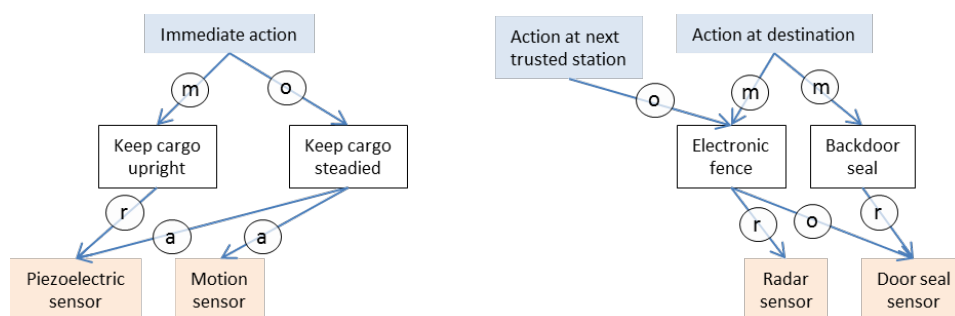 Immediate action
Action at next
trusted station
Action at destination
m
o
o
m
m
Keep cargo
upright
Keep cargo
steadied
Electronic
fence
Backdoor
seal
r
a
a
r
o
r
Piezoelectric
sensor
Motion
sensor
Radar
sensor
Door seal
sensor